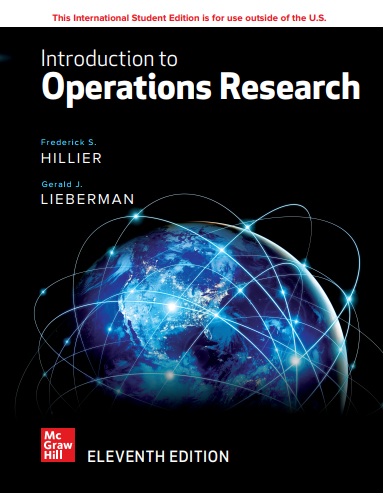 This International Student Edition is for use outside of the U.S.
Introduction to
Operations Research
Frederick S.
HILLIER
Gerald J.
LIEBERMAN
Mc
Graw
Hill
ELEVENTH EDITION